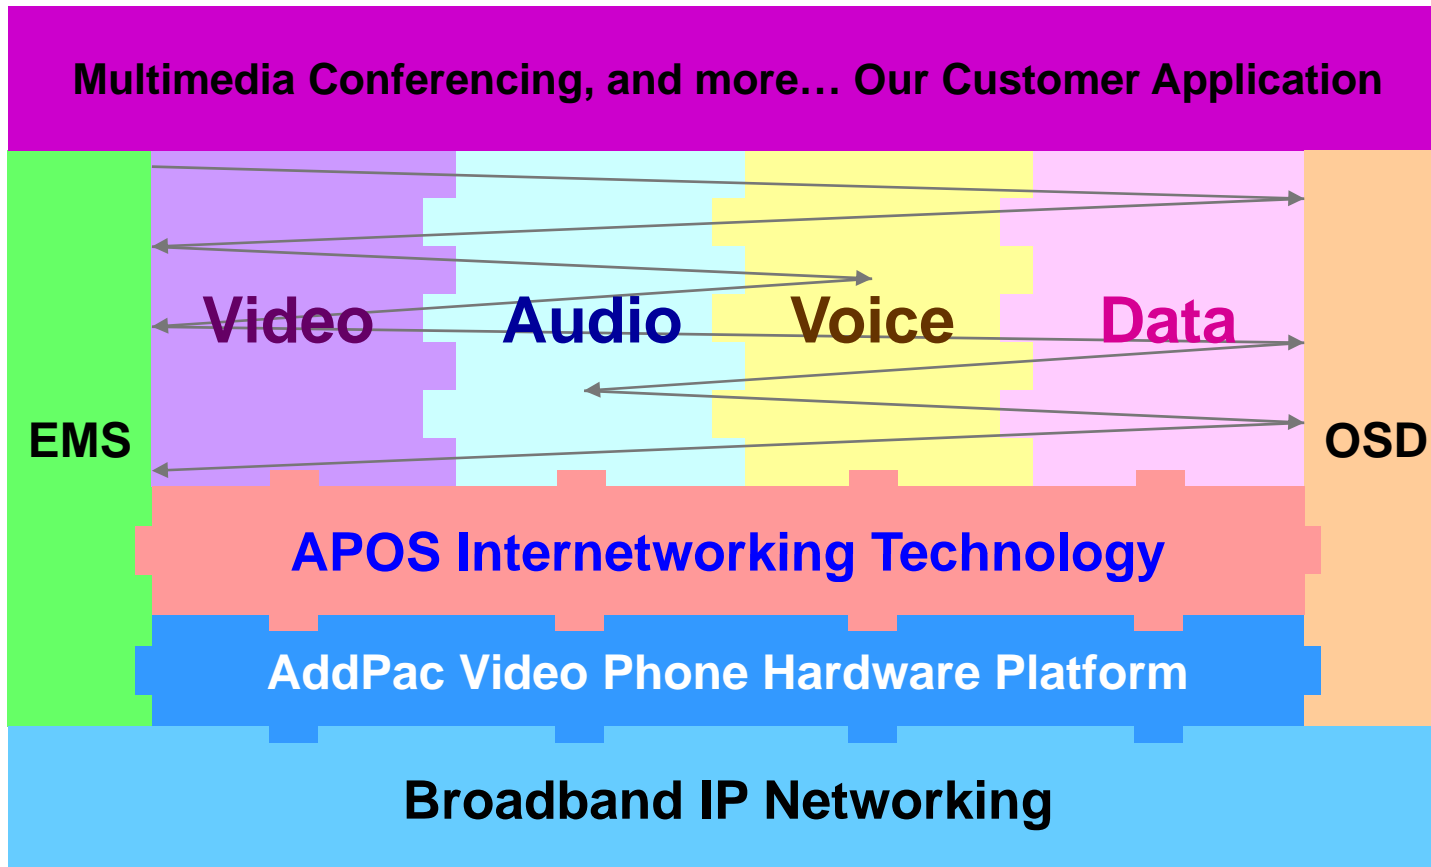 Multimedia Conferencing, and more… Our Customer Application
Video Audio Voice Data
EMS
OSD
APOS Internetworking Technology
AddPac Video Phone Hardware Platform
Broadband IP Networking